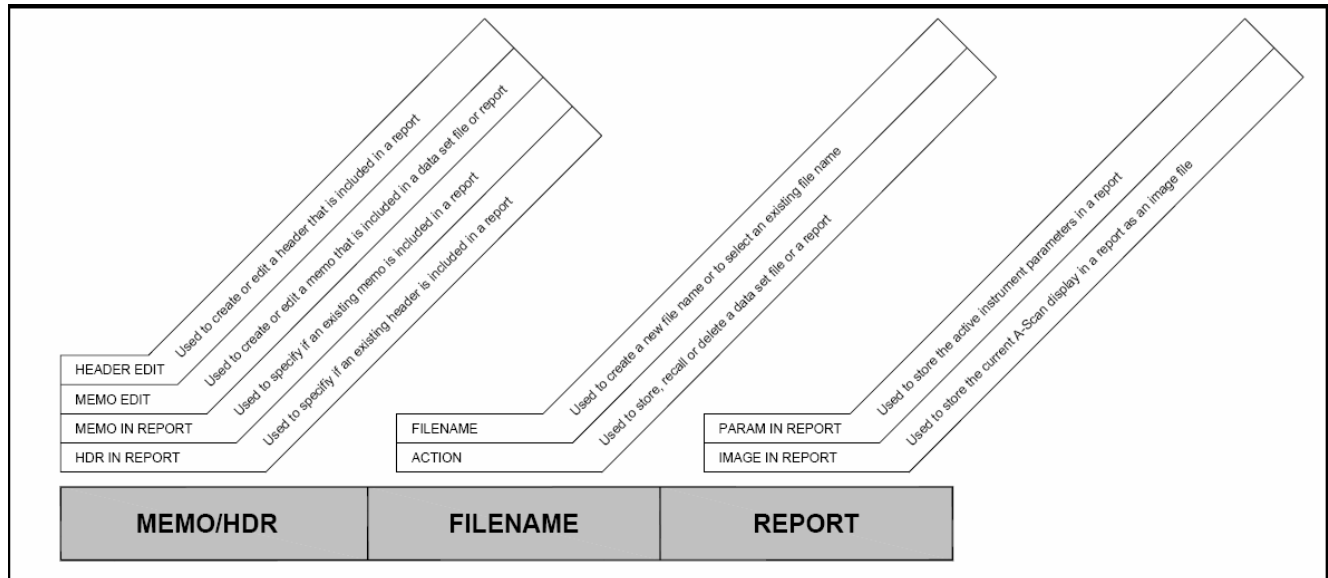 Used to create or edit a header that is included in a report
Used to create or edit a memo that is included in a data set file or report
Used to specify if an existing memo is included in a report
Used to specifiy if an existing header is included in a report
HEADER EDIT
MEMO EDIT
MEMO IN REPORT
HDR IN REPORT
Used to create a new file name or to select an existing file name
Used to store, recall or delete a data set file or a report
FILENAME
ACTION
Used to store the active instrument parameters in a report
Used to store the current A-Scan display in a report as an image file
PARAM IN REPORT
IMAGE IN REPORT
MEMO/HDR
FILENAME
REPORT